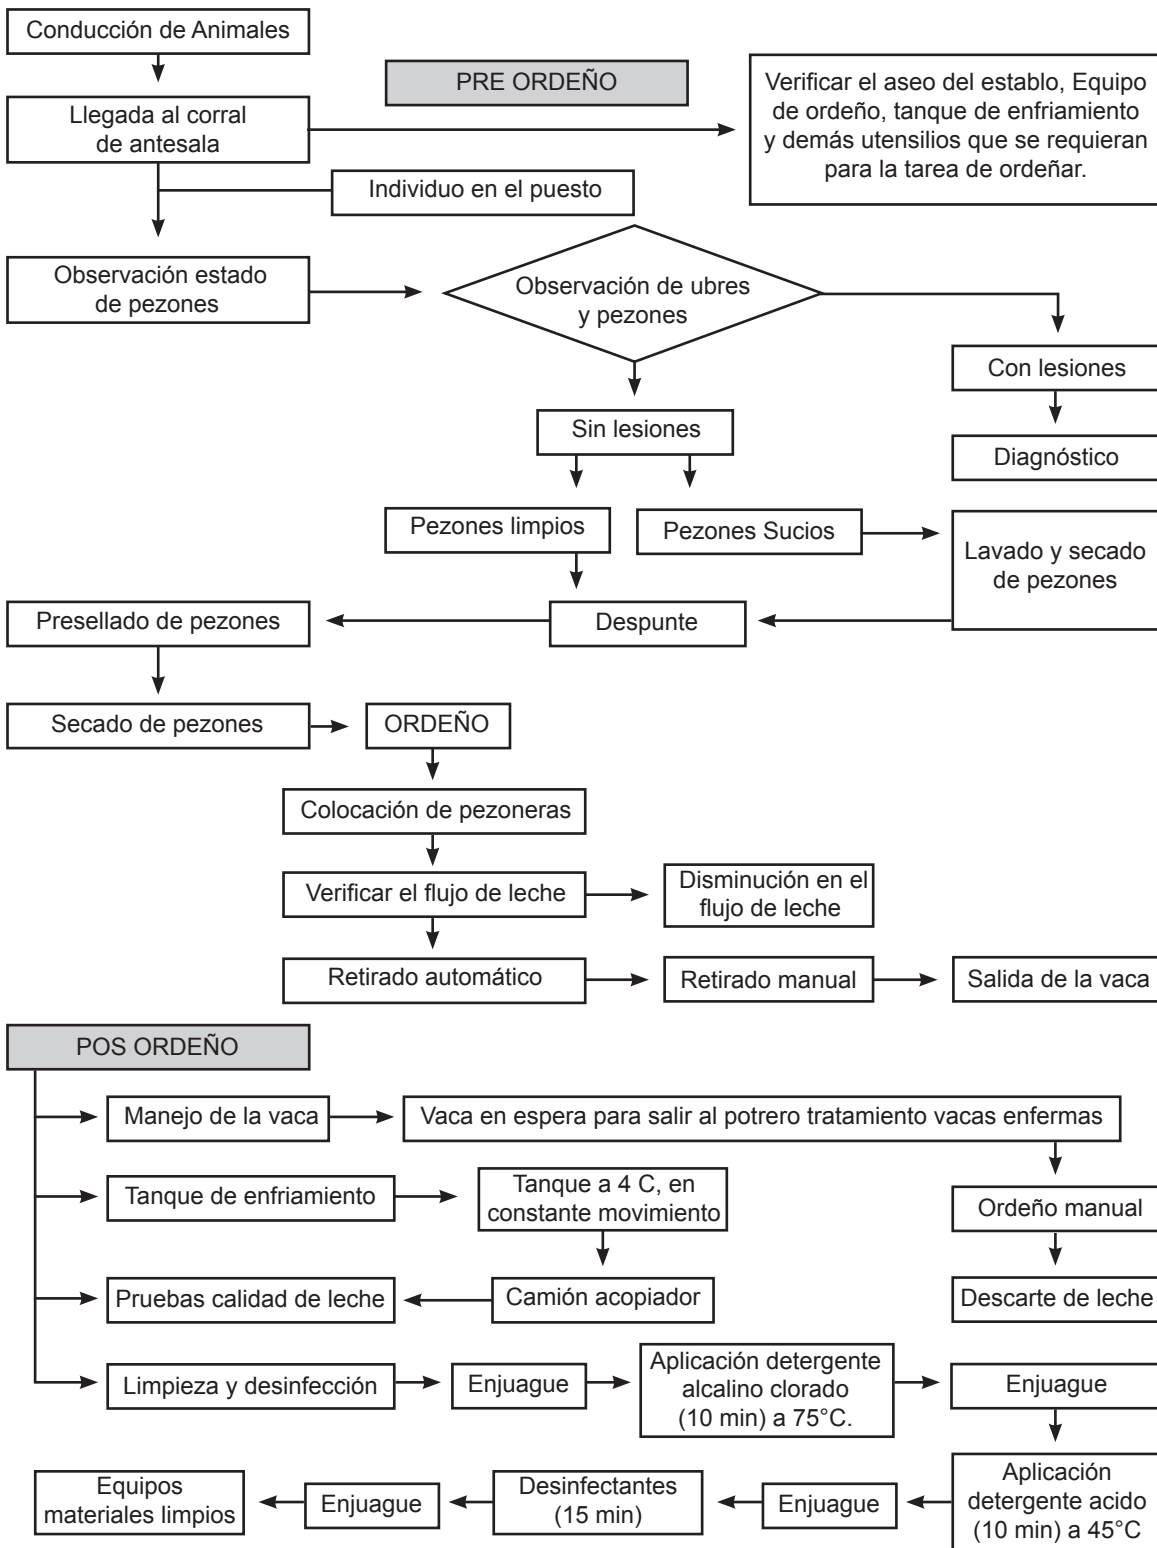 Conducción de Animales
PRE ORDEÑO
Verificar el aseo del establo, Equipo
de ordeño, tanque de enfriamiento
y demás utensilios que se requieran
para la tarea de ordeñar.
Llegada al corral
de antesala
Individuo en el puesto
Observación estado
de pezones
Observación de ubres
y pezones
Con lesiones
Sin lesiones
Diagnóstico
Pezones limpios
Pezones Sucios
Lavado y secado
de pezones
Presellado de pezones
Despunte
Secado de pezones
ORDEÑO
Colocación de pezoneras
Verificar el flujo de leche
Disminución en el
flujo de leche
Retirado automático
Retirado manual
Salida de la vaca
POS ORDEÑO
Manejo de la vaca
Vaca en espera para salir al potrero tratamiento vacas enfermas
Tanque de enfriamiento
Tanque a 4 C, en
constante movimiento
Ordeño manual
Pruebas calidad de leche
Camión acopiador
Descarte de leche
Limpieza y desinfección
Enjuague
Aplicación detergente
alcalino clorado
(10 min) a 75°C.
Enjuague
Equipos
materiales limpios
Enjuague
Desinfectantes
(15 min)
Enjuague
Aplicación
detergente acido
(10 min) a 45°C